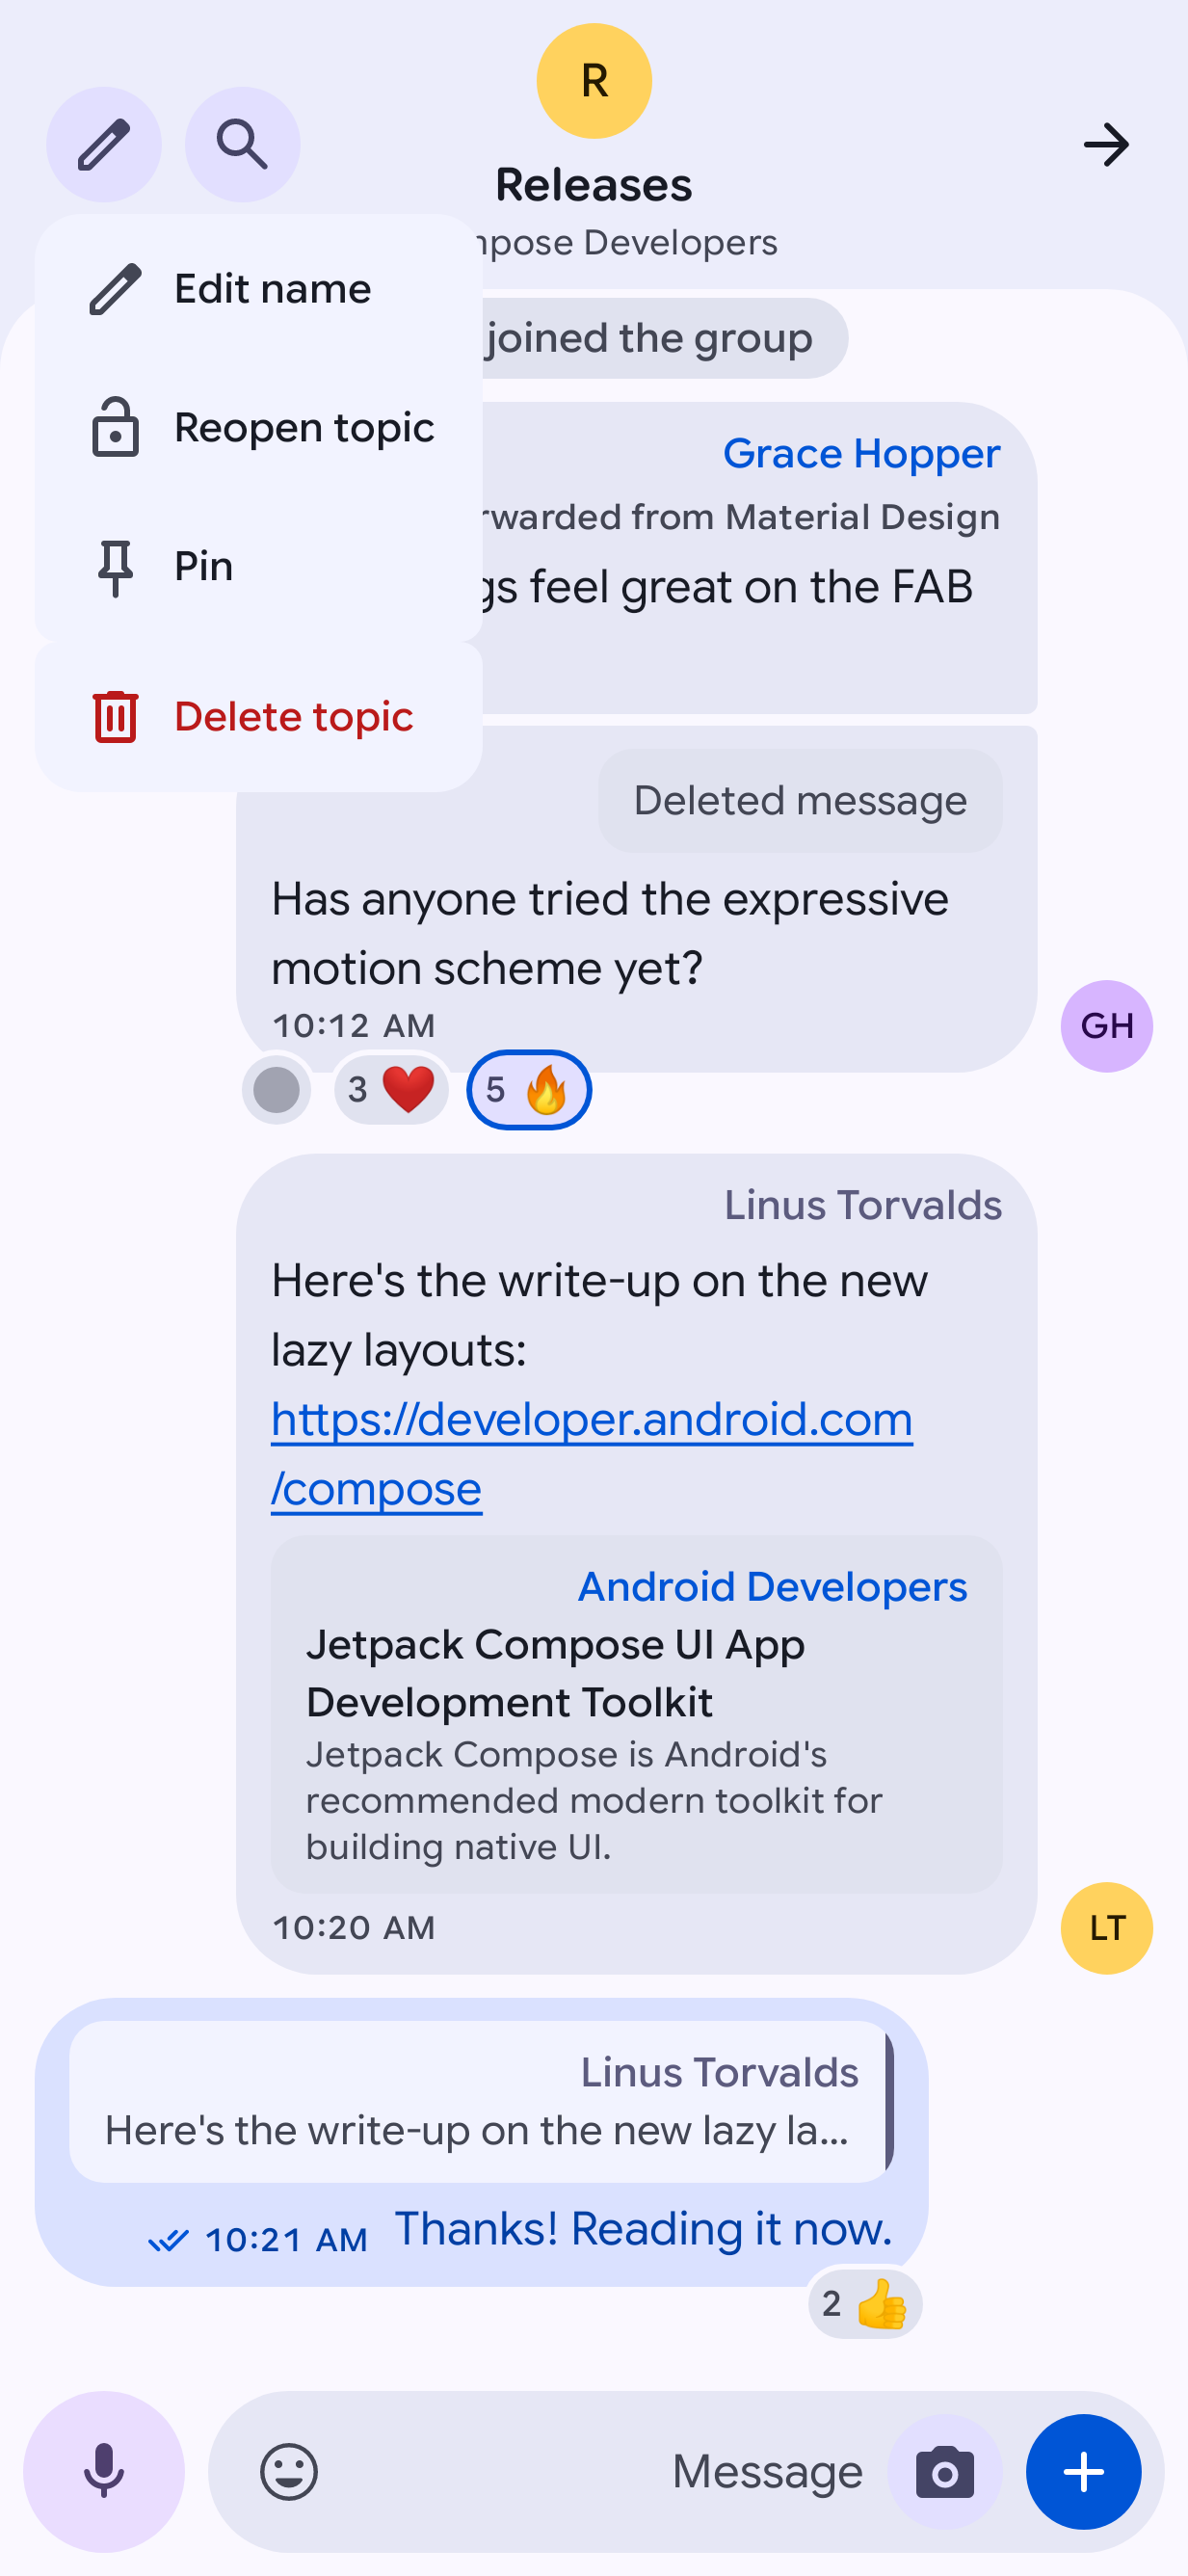 R
Releases
Developers
Edit name
Reopen topic
Pin
Delete topic
joined the group
Grace Hopper
from Material Design
feel great on the FAB
Deleted message
Has anyone tried the expressive
motion scheme yet?
10:12 AM
GH
3 ❤️
5 🔥
Linus Torvalds
Here's the write-up on the new
lazy layouts:
https://developer.android.com
/compose
Android Developers
Jetpack Compose UI App
Development Toolkit
Jetpack Compose is Android's
recommended modern toolkit for
building native UI.
10:20 AM
LT
Linus Torvalds
Here's the write-up on the new lazy la...
Thanks! Reading it now.
10:21 AM
2 👍
Message